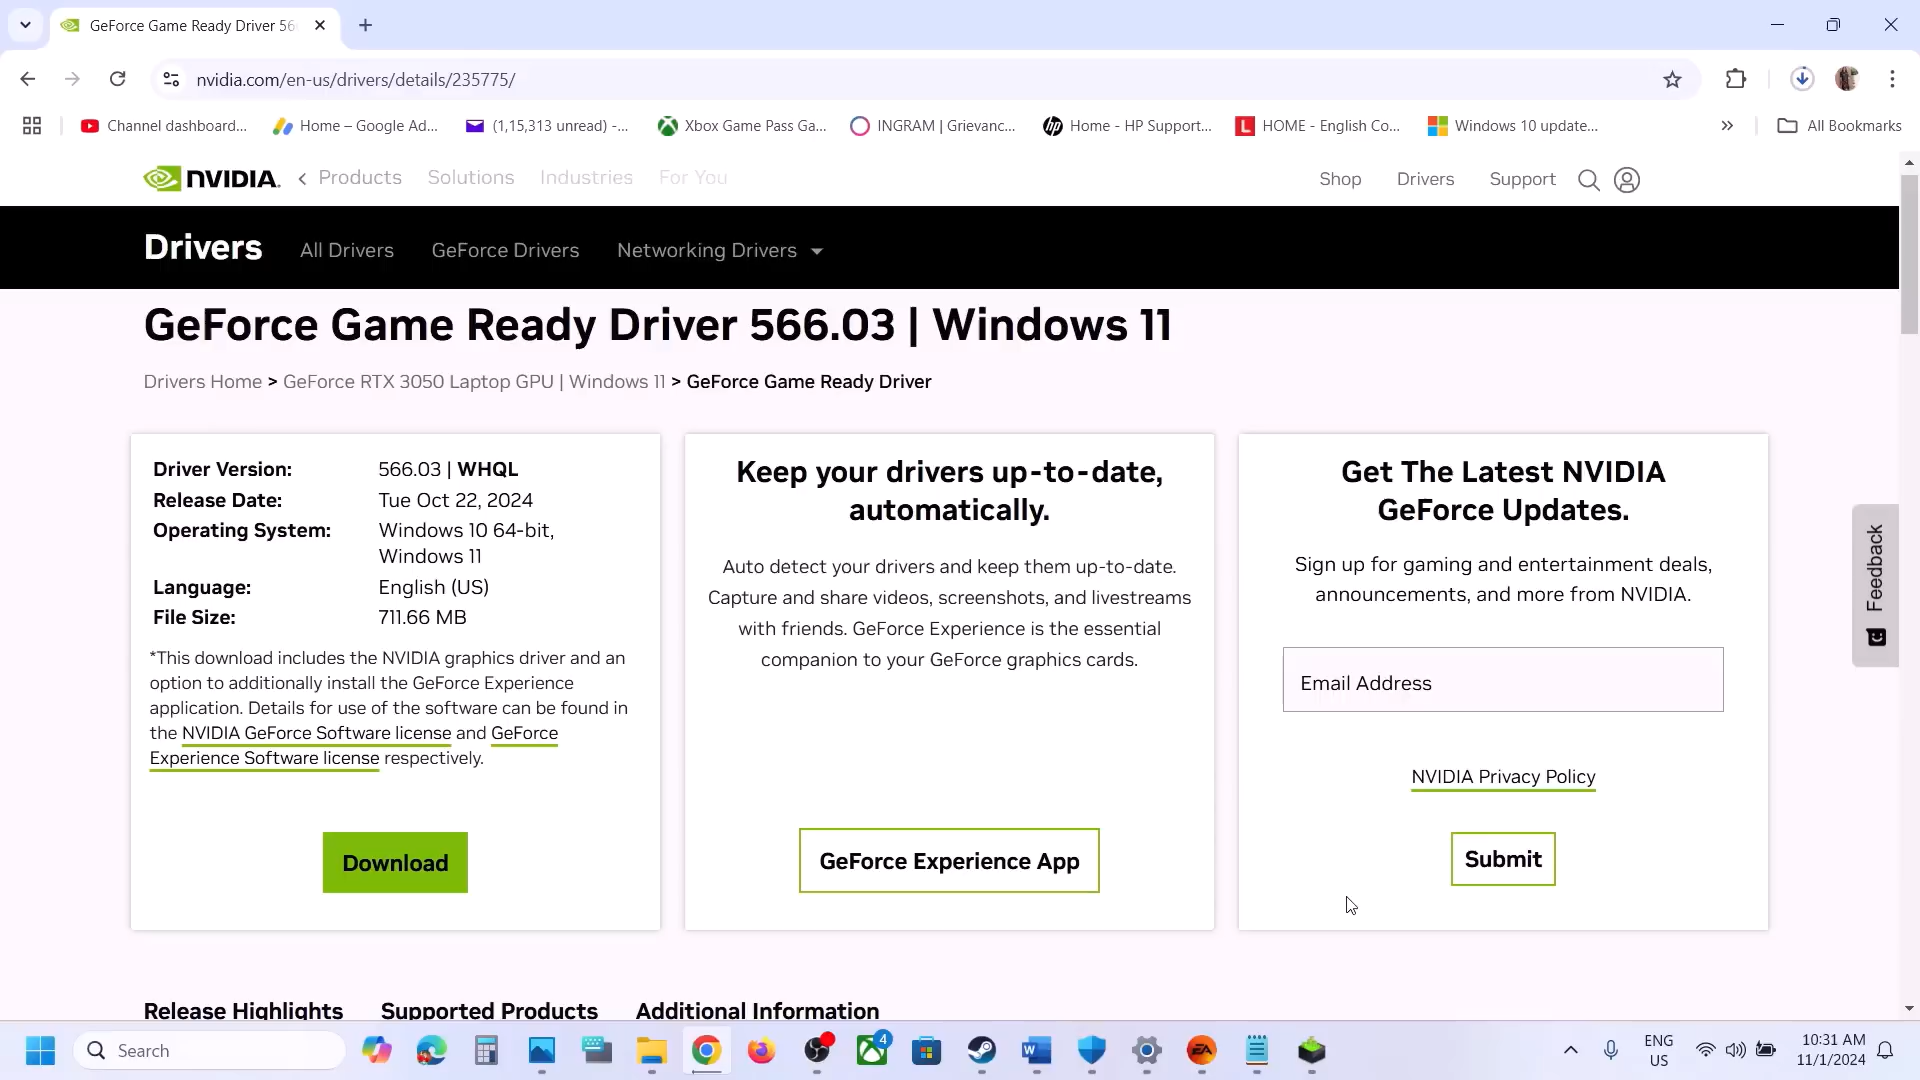 GeForce Game Ready Driver 56
nvidia.com/en-us/drivers/details/235775/
Channel dashboard...
Home – Google Ad...
(1,15,313 unread) -...
Xbox Game Pass Ga...
INGRAM | Grievanc...
Home - HP Support...
HOME - English Co...
Windows 10 update...
All Bookmarks
NVIDIA.
Products
Solutions
Industries
For You
Shop
Drivers
Support
Drivers
All Drivers
GeForce Drivers
Networking Drivers
GeForce Game Ready Driver 566.03 | Windows 11
Drivers Home > GeForce RTX 3050 Laptop GPU | Windows 11 > GeForce Game Ready Driver
Driver Version: 566.03 | WHQL
Release Date: Tue Oct 22, 2024
Operating System: Windows 10 64-bit,
Windows 11
Language: English (US)
File Size: 711.66 MB
*This download includes the NVIDIA graphics driver and an
option to additionally install the GeForce Experience
application. Details for use of the software can be found in
the NVIDIA GeForce Software license and GeForce
Experience Software license respectively.
Download
Keep your drivers up-to-date,
automatically.
Auto detect your drivers and keep them up-to-date.
Capture and share videos, screenshots, and livestreams
with friends. GeForce Experience is the essential
companion to your GeForce graphics cards.
GeForce Experience App
Get The Latest NVIDIA
GeForce Updates.
Sign up for gaming and entertainment deals,
announcements, and more from NVIDIA.
Email Address
NVIDIA Privacy Policy
Submit
Feedback
Release Highlights
Supported Products
Additional Information
Search
4
ENG
US
10:31 AM
11/1/2024